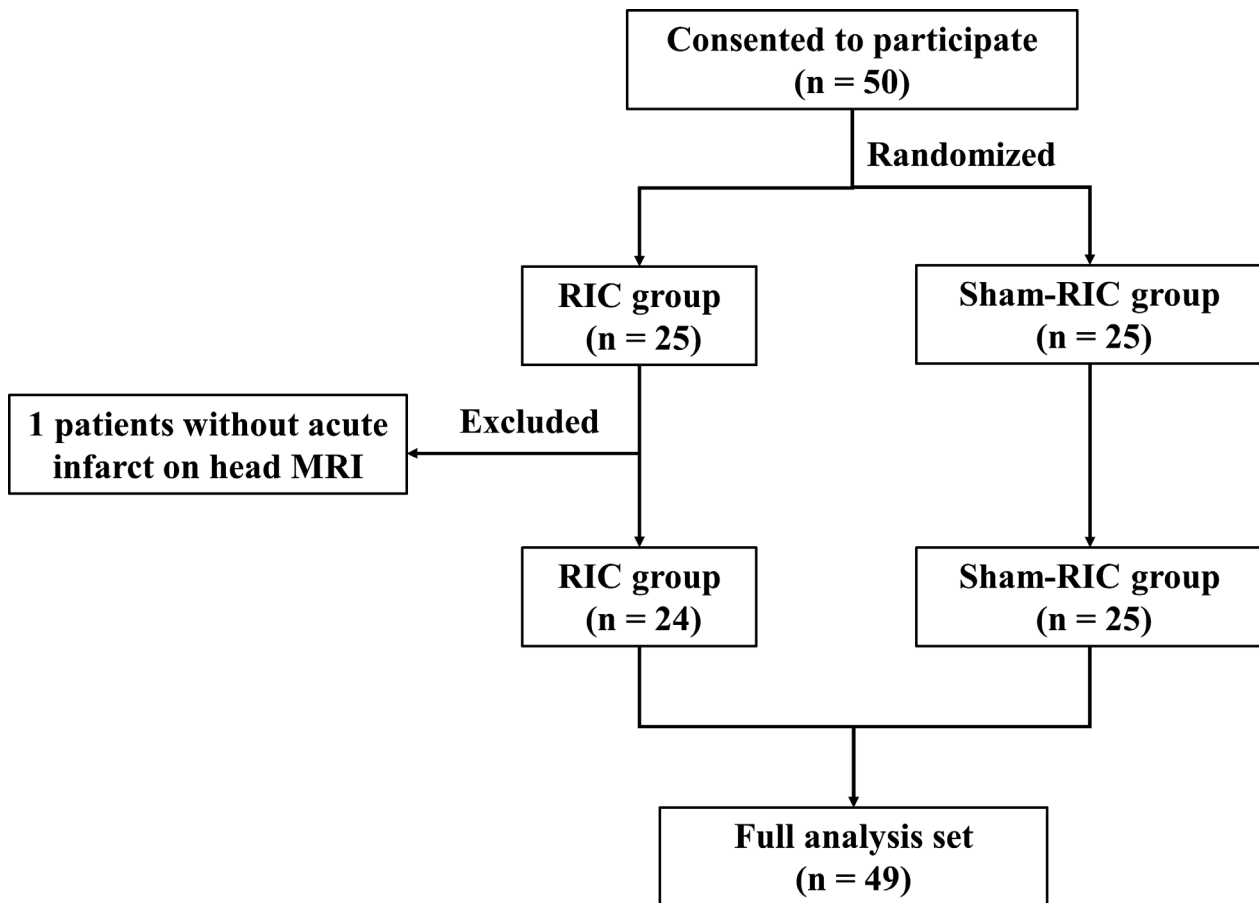 Consented to participate
(n = 50)
Randomized
RIC group
(n = 25)
Sham-RIC group
(n = 25)
Excluded
1 patients without acute
infarct on head MRI
RIC group
(n = 24)
Sham-RIC group
(n = 25)
Full analysis set
(n = 49)